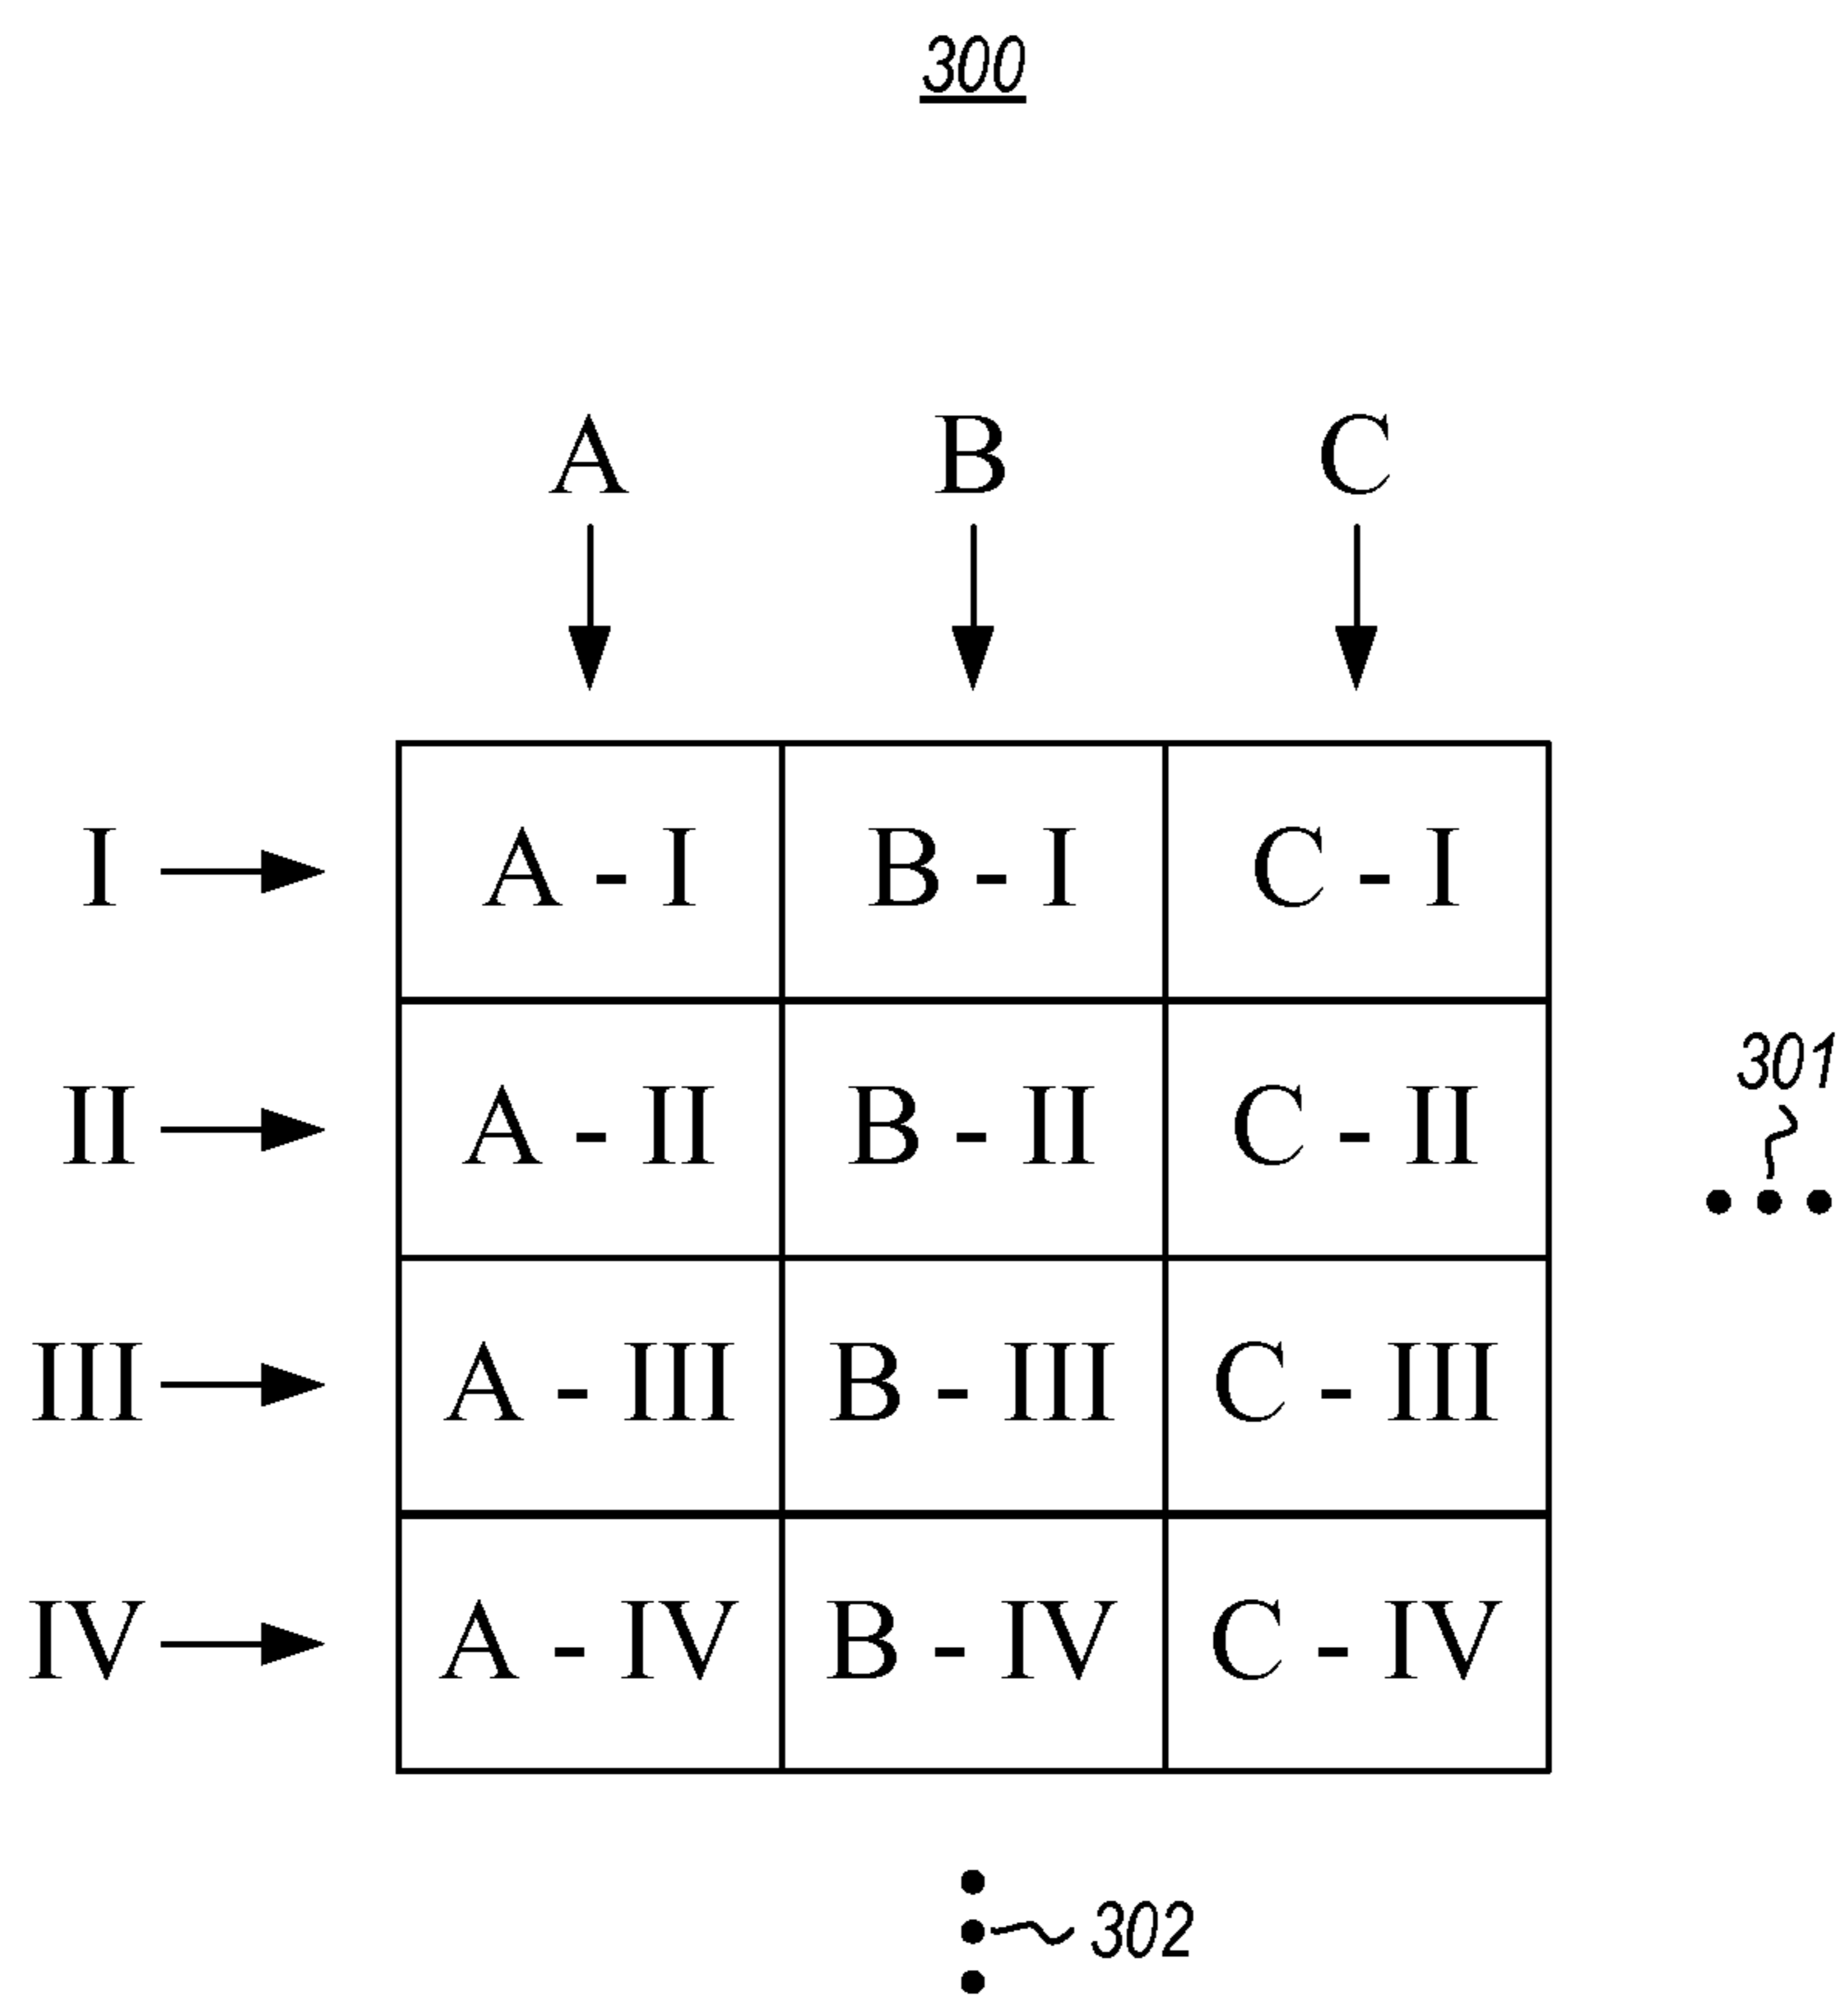 300
A B C
I A - I B - I C - I
II A - II B - II C - II
301
III A - III B - III C - III
IV A - IV B - IV C - IV
302